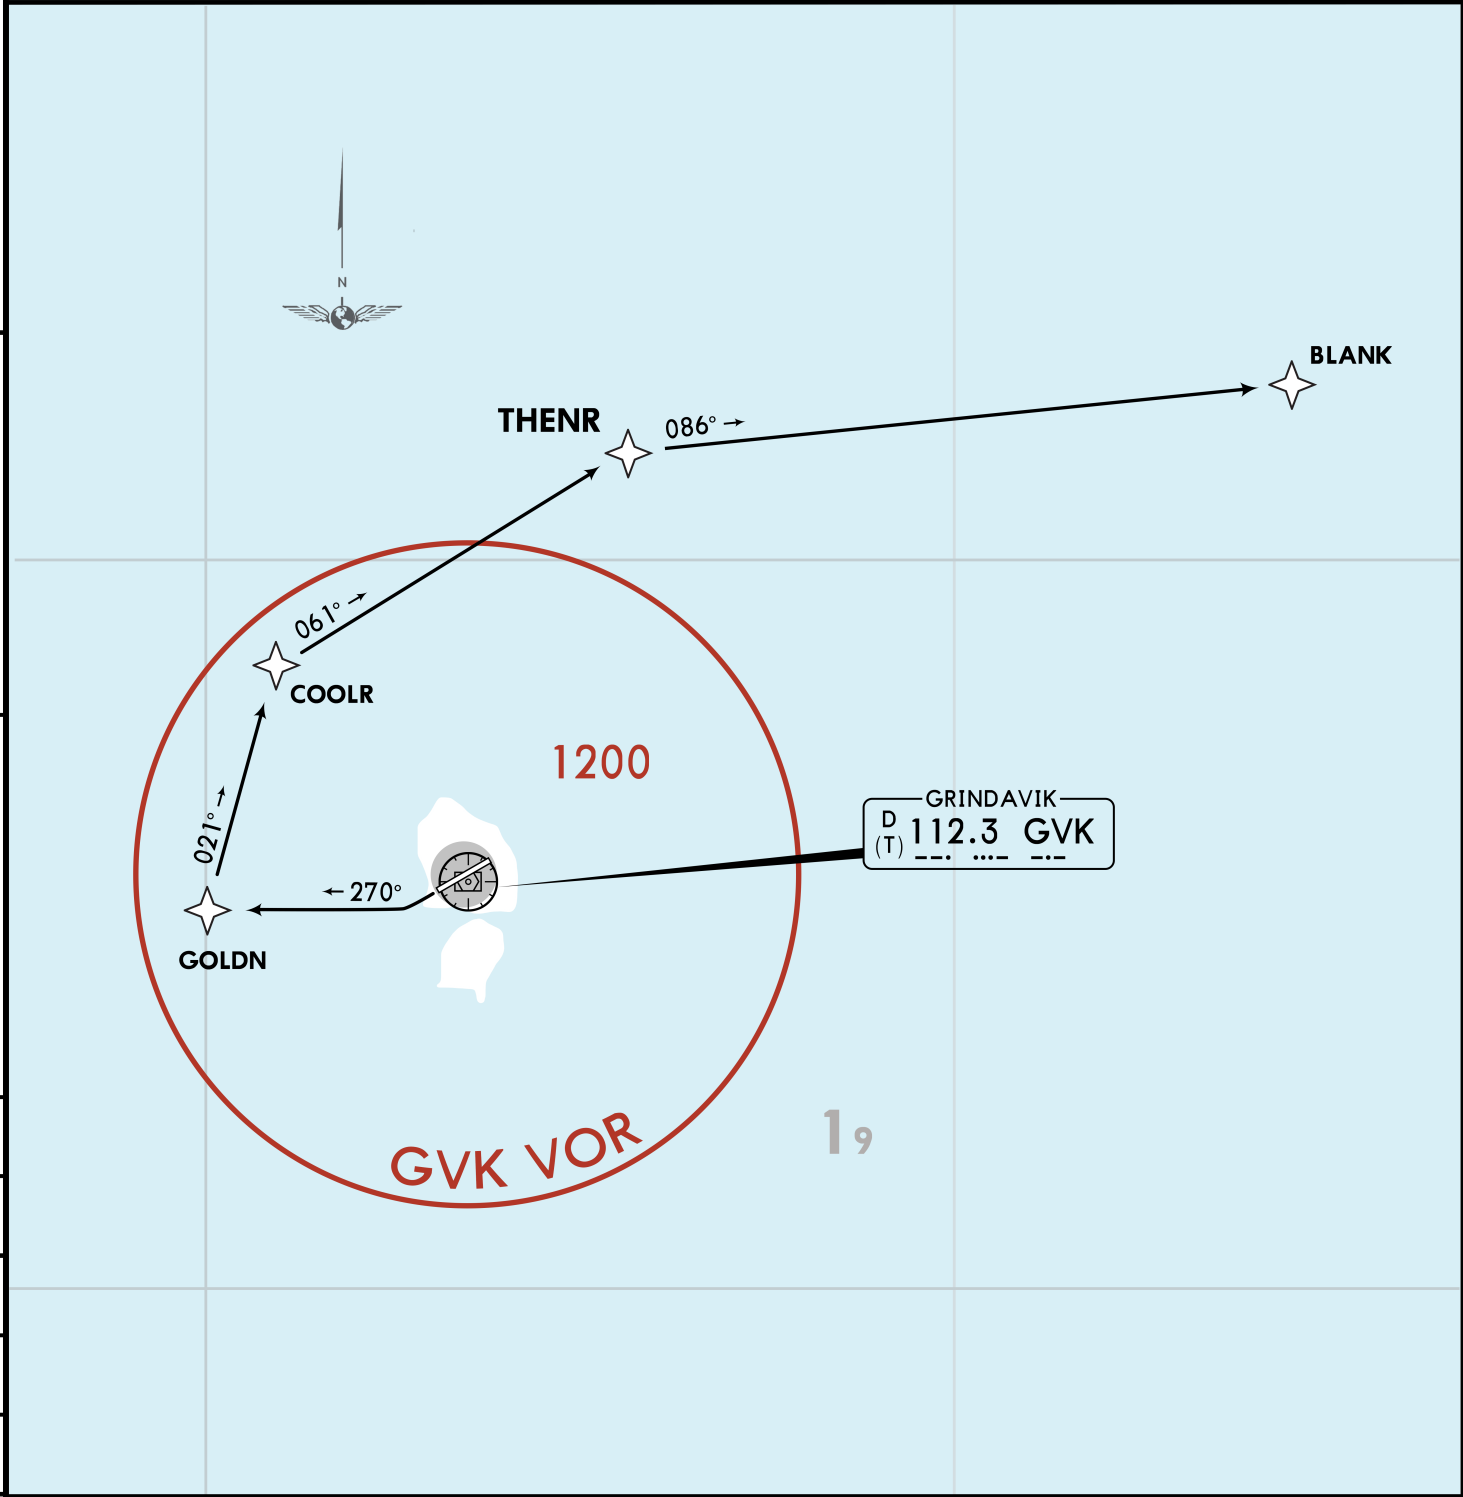 N
BLANK
THENR
086°
061°
COOLR
1200
021°
GRINDAVIK
D
(T)
112.3 GVK
270°
GOLDN
19
GVK VOR